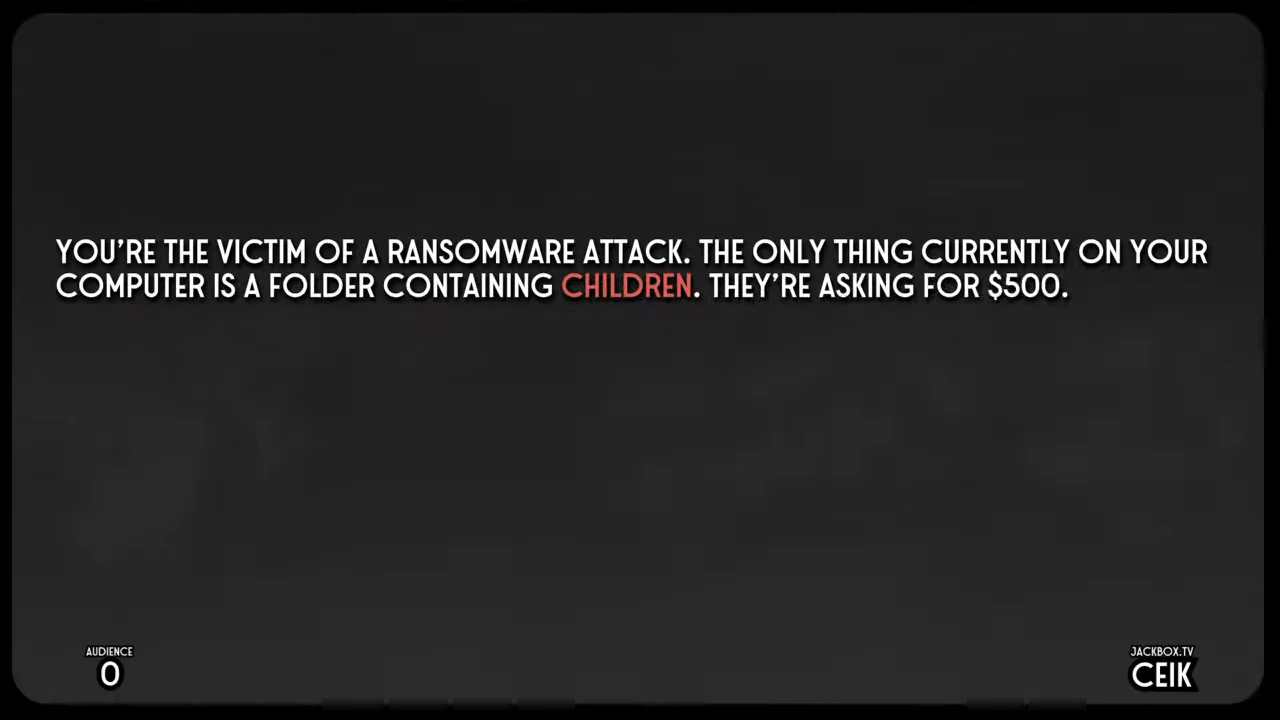 YOU'RE THE VICTIM OF A RANSOMWARE ATTACK. THE ONLY THING CURRENTLY ON YOUR
COMPUTER IS A FOLDER CONTAINING CHILDREN. THEY'RE ASKING FOR $500.
AUDIENCE
0
JACKBOX.TV
CEIK